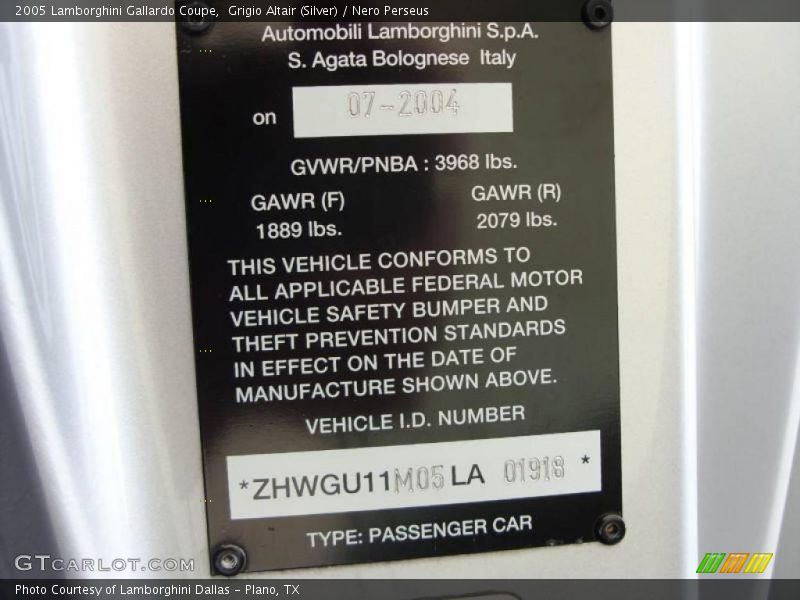 2005 Lamborghini Gallardo Coupe,  Grigio Altair (Silver) / Nero Perseus
Automobili Lamborghini S.p.A.
S. Agata Bolognese Italy
on 07-2004
GVWR/PNBA : 3968 lbs.
GAWR (F) GAWR (R)
1889 lbs. 2079 lbs.
THIS VEHICLE CONFORMS TO
ALL APPLICABLE FEDERAL MOTOR
VEHICLE SAFETY BUMPER AND
THEFT PREVENTION STANDARDS
IN EFFECT ON THE DATE OF
MANUFACTURE SHOWN ABOVE.
VEHICLE I.D. NUMBER
*ZHWGU11M05LA 01918 *
TYPE: PASSENGER CAR
GTCARLOT.COM
Photo Courtesy of Lamborghini Dallas - Plano, TX